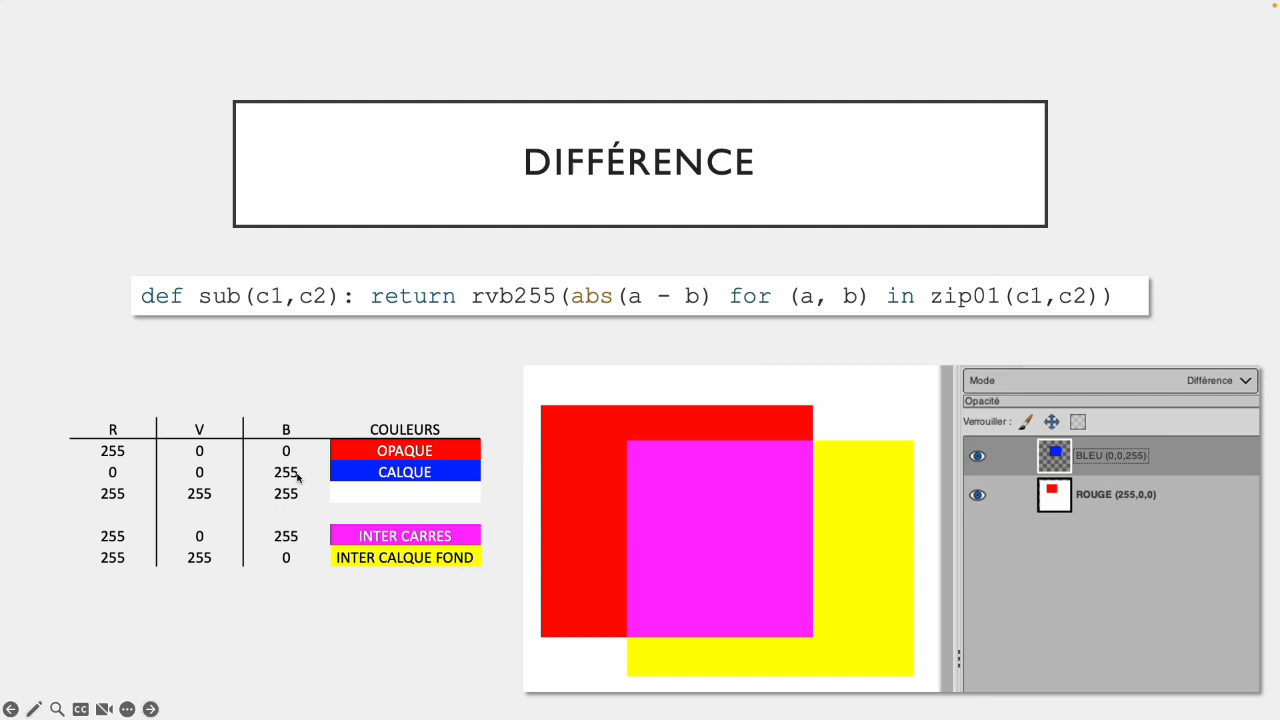 DIFFÉRENCE
def sub(c1,c2): return rvb255(abs(a - b) for (a, b) in zip01(c1,c2))
R V B COULEURS
255 0 0 OPAQUE
0 0 255 CALQUE
255 255 255
255 0 255 INTER CARRES
255 255 0 INTER CALQUE FOND
Mode Différence
Opacité
Verrouiller :
BLEU (0,0,255)
ROUGE (255,0,0)
CC